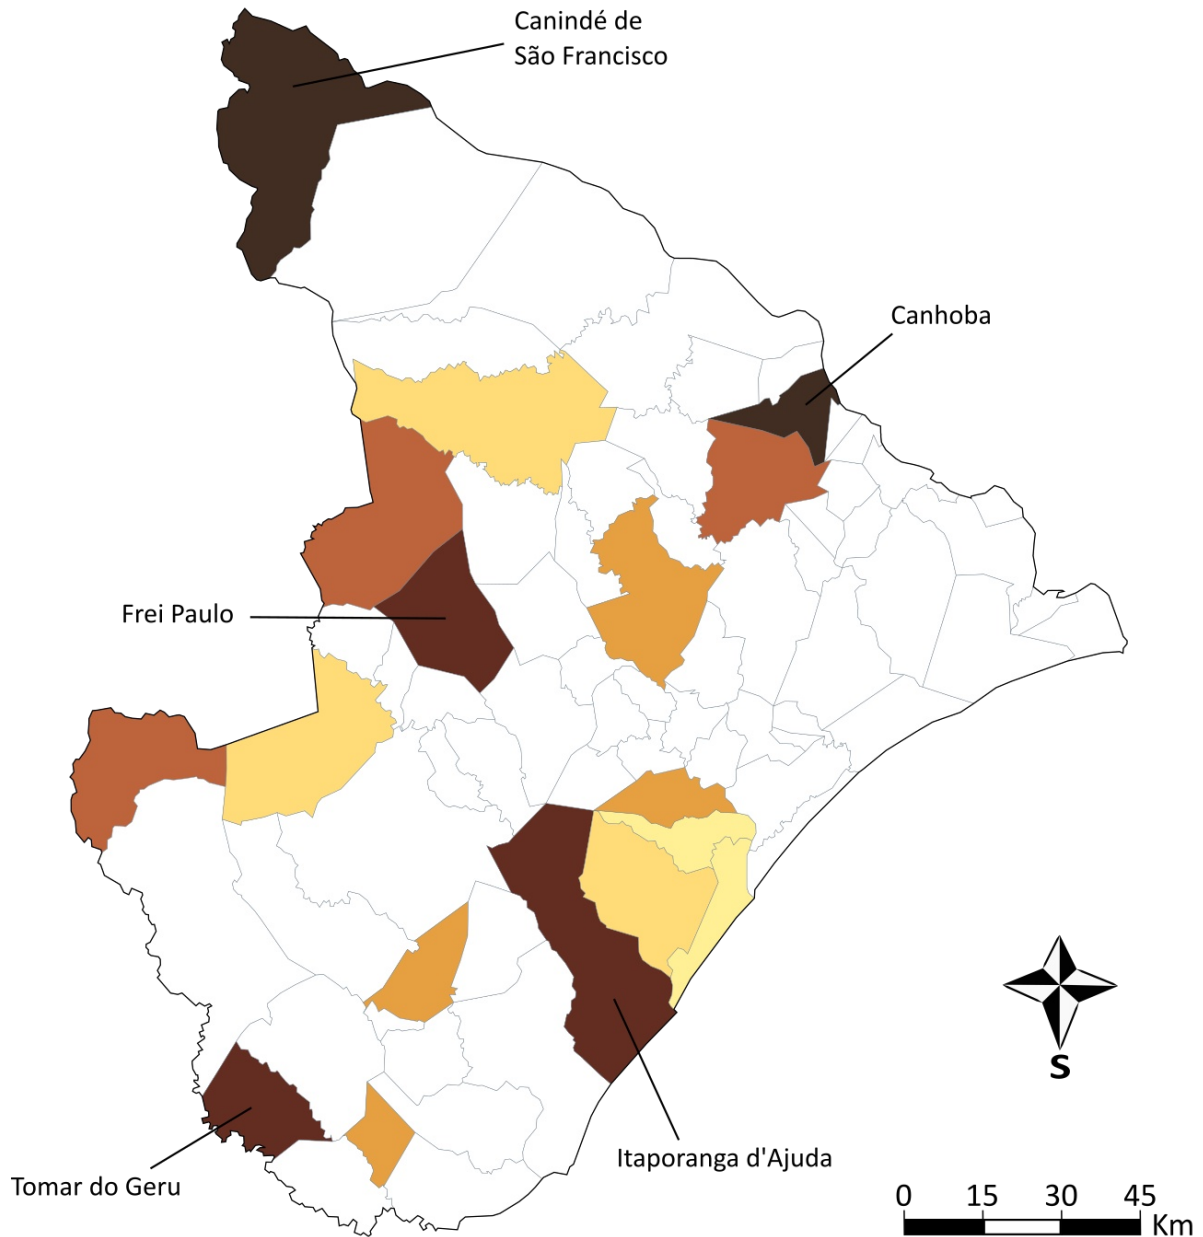 Canindé de
São Francisco
Canhoba
Frei Paulo
S
Itaporanga d'Ajuda
Tomar do Geru
0 15 30 45
Km